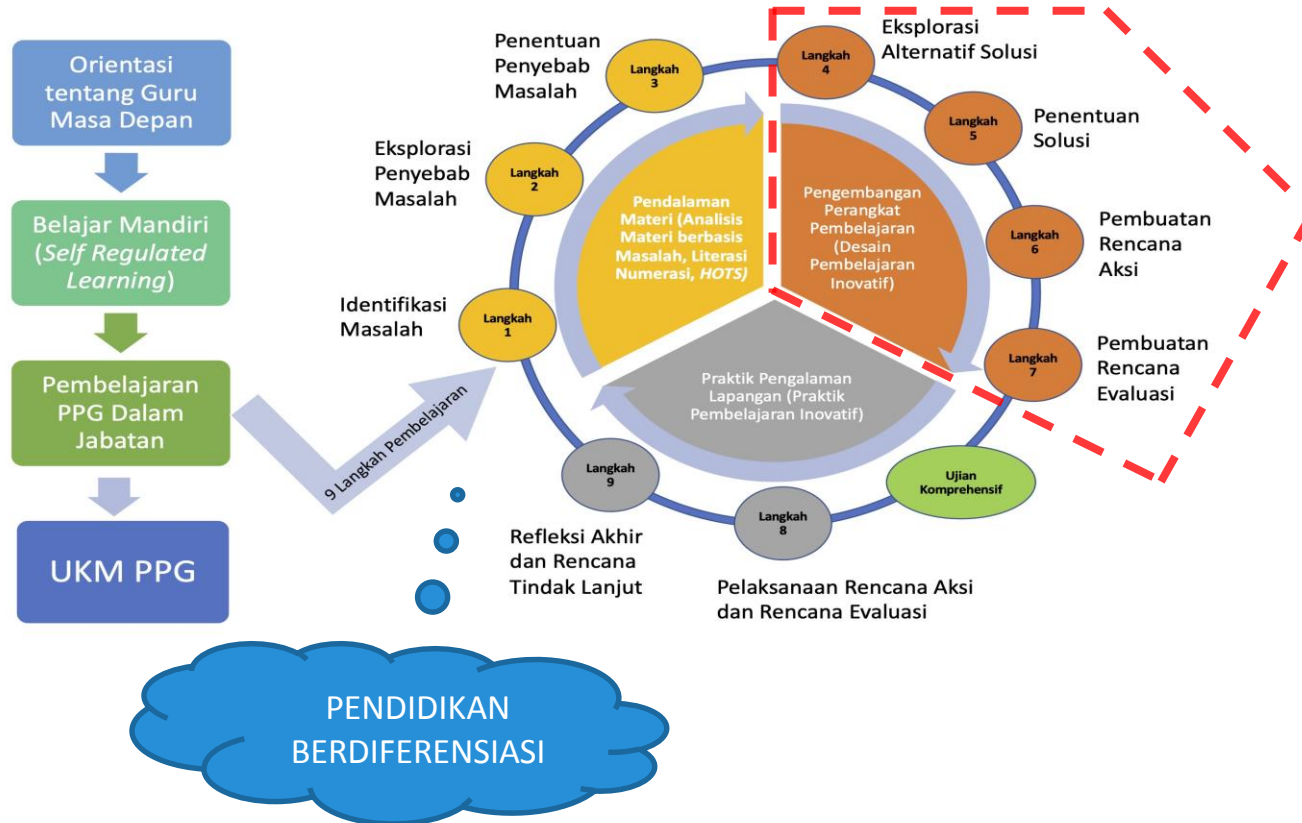 Orientasi
tentang Guru
Masa Depan
Belajar Mandiri
(Self Regulated
Learning)
Pembelajaran
PPG Dalam
Jabatan
UKM PPG
9 Langkah Pembelajaran
Identifikasi
Masalah
Langkah
1
Eksplorasi
Penyebab
Masalah
Langkah
2
Penentuan
Penyebab
Masalah
Langkah
3
Eksplorasi
Alternatif Solusi
Langkah
4
Penentuan
Solusi
Langkah
5
Pembuatan
Rencana
Aksi
Langkah
6
Pembuatan
Rencana
Evaluasi
Langkah
7
Ujian
Komprehensif
Langkah
8
Pelaksanaan Rencana Aksi
dan Rencana Evaluasi
Langkah
9
Refleksi Akhir
dan Rencana
Tindak Lanjut
Pendalaman
Materi (Analisis
Materi berbasis
Masalah, Literasi
Numerasi, HOTS)
Pengembangan
Perangkat
Pembelajaran
(Desain
Pembelajaran
Inovatif)
Praktik Pengalaman
Lapangan (Praktik
Pembelajaran Inovatif)
PENDIDIKAN
BERDIFERENSIASI